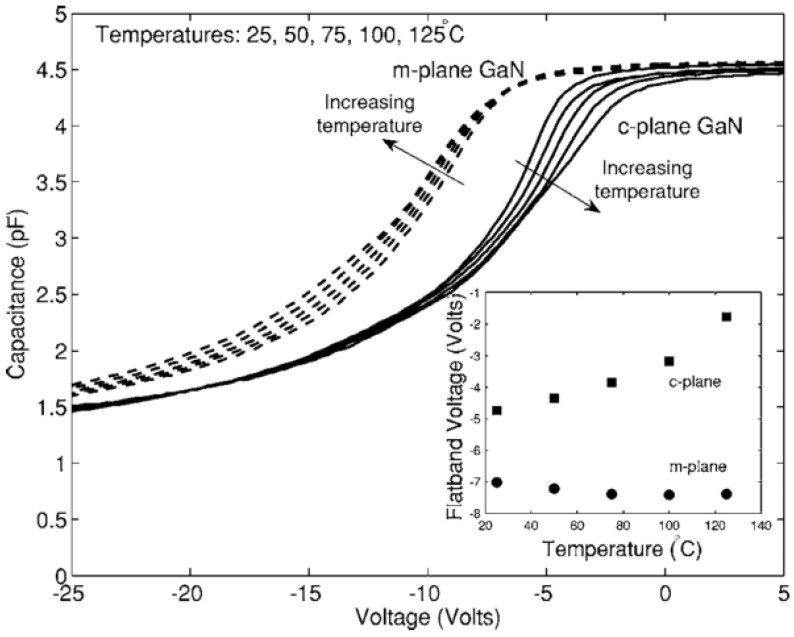 Temperatures: 25, 50, 75, 100, 125°C
m-plane GaN
Increasing
temperature
c-plane GaN
Increasing
temperature
Capacitance (pF)
5
4.5
4
3.5
3
2.5
2
1.5
1
0.5
0
-25
-20
-15
-10
-5
0
5
Voltage (Volts)
Flatband Voltage (Volts)
-1
-2
-3
-4
-5
-6
-7
-8
c-plane
m-plane
20
40
60
80
100
120
140
Temperature (°C)